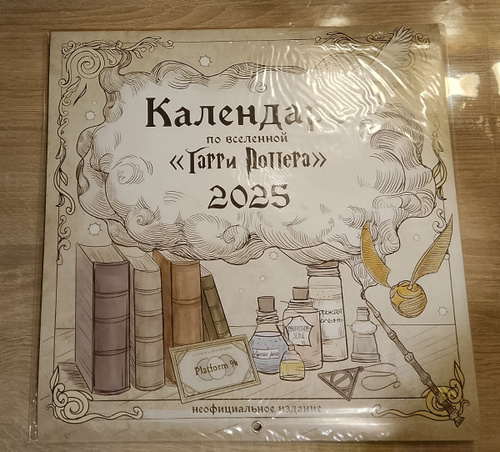 Календарь
по вселенной
«Гарри Поттера»
2025
Platform 9¾
неофициальное издание